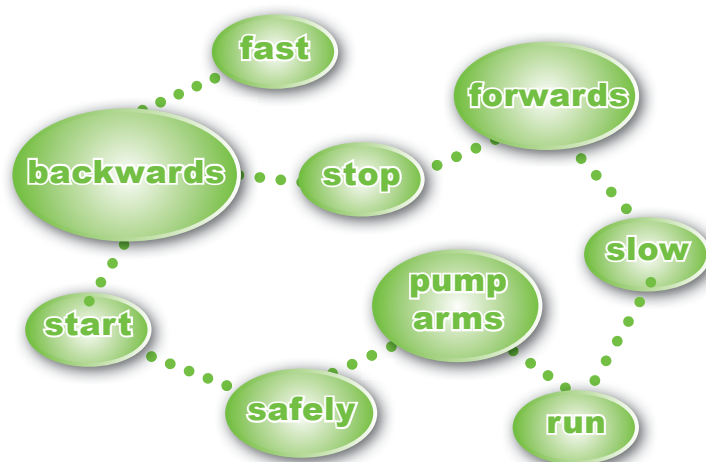 fast
forwards
backwards
stop
slow
pump
arms
start
safely
run